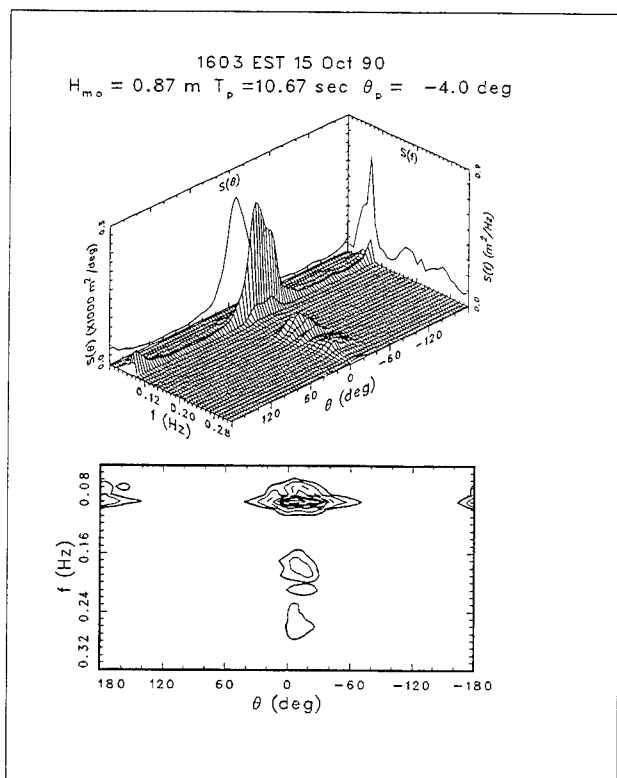 1603 EST 15 Oct 90
H_mo = 0.87 m T_p =10.67 sec θ_p = -4.0 deg
S(θ)
S(f)
0.3
0.9
S(θ) (X1000 m²/deg)
S(f) (m²/Hz)
0.0
0.0
0.12
0.20
0.28
f (Hz)
120
60
0
-60
-120
θ (deg)
0.08
0.16
0.24
0.32
f (Hz)
180 120 60 0 -60 -120 -180
θ (deg)